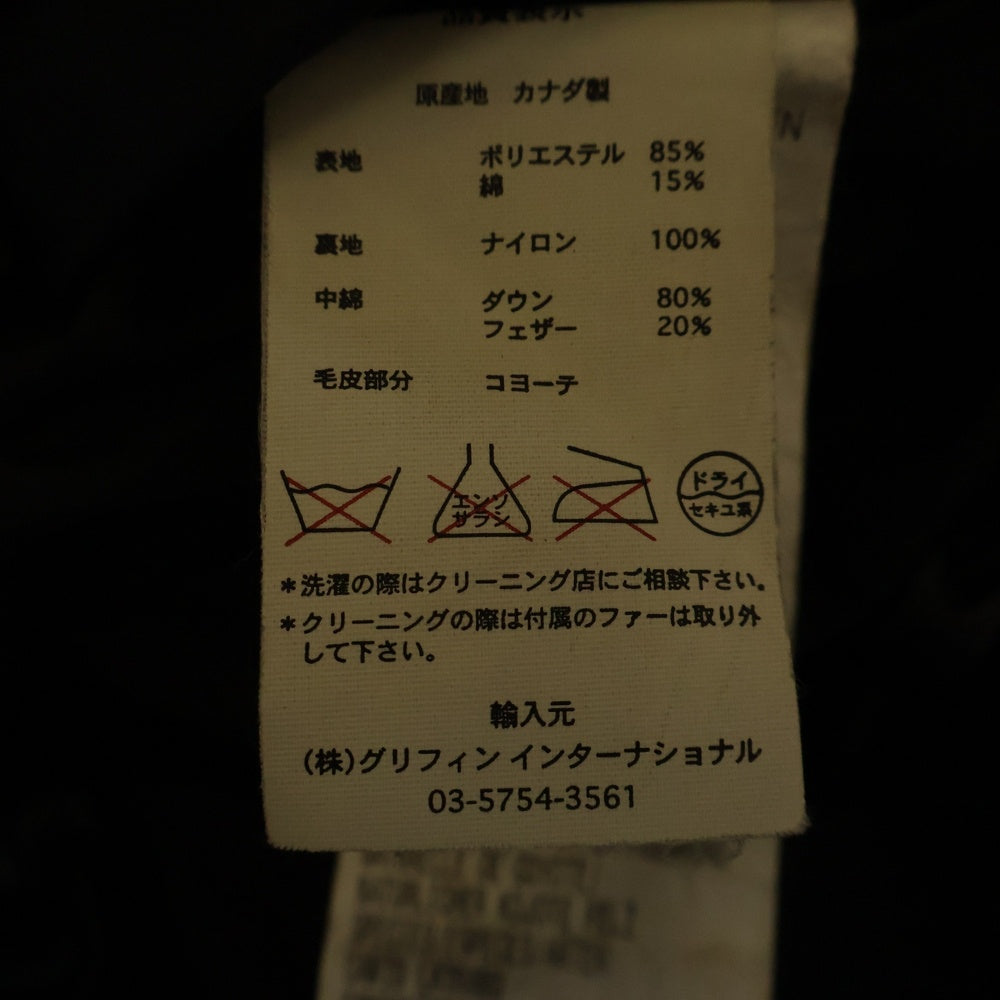 品質表示
原産地 カナダ製
表地 ポリエステル 85%
綿 15%
裏地 ナイロン 100%
中綿 ダウン 80%
フェザー 20%
毛皮部分 コヨーテ
エンソ
サラシ
ドライ
セキユ系
*洗濯の際はクリーニング店にご相談下さい。
*クリーニングの際は付属のファーは取り外
して下さい。
輸入元
(株)グリフィン インターナショナル
03-5754-3561
N